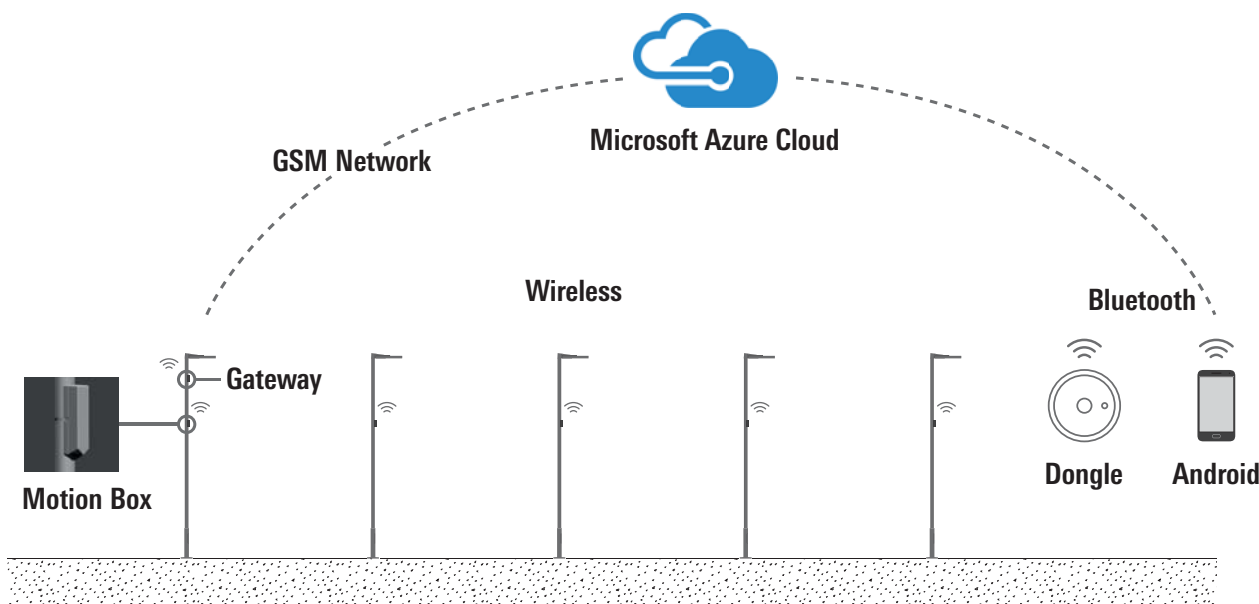 Microsoft Azure Cloud
GSM Network
Wireless
Bluetooth
Gateway
Motion Box
Dongle
Android